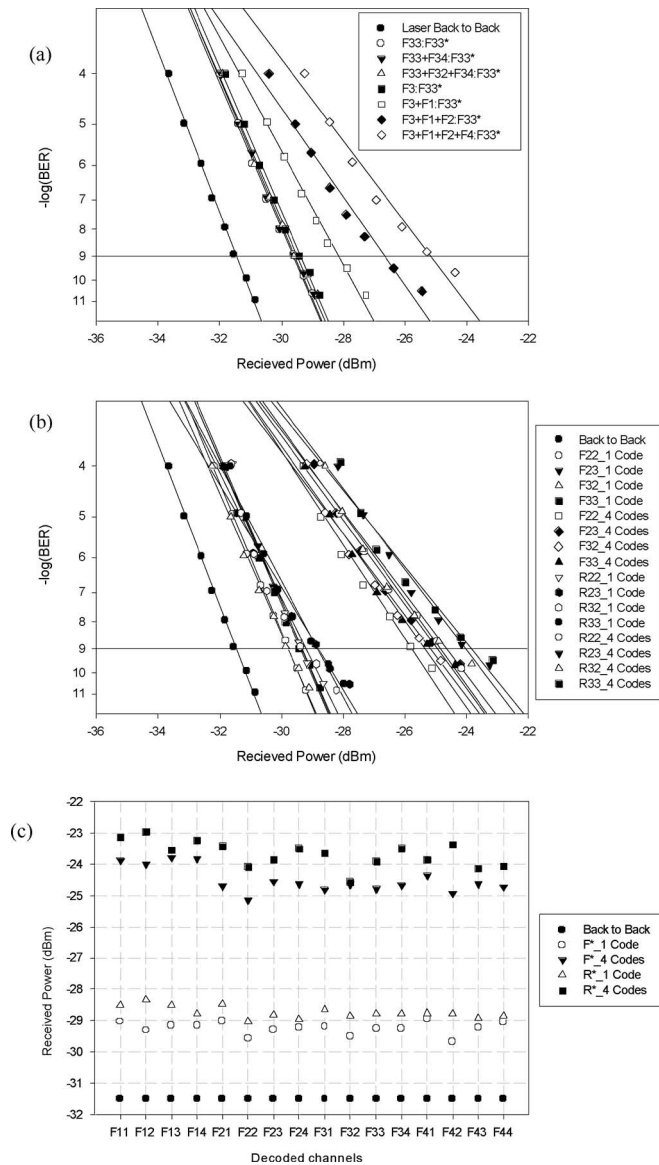 (a)
Laser Back to Back
F33:F33*
F33+F34:F33*
F33+F32+F34:F33*
F3:F33*
F3+F1:F33*
F3+F1+F2:F33*
F3+F1+F2+F4:F33*
-log(BER)
4
5
6
7
8
9
10
11
-36 -34 -32 -30 -28 -26 -24 -22
Recieved Power (dBm)
(b)
Back to Back
F22_1 Code
F23_1 Code
F32_1 Code
F33_1 Code
F22_4 Codes
F23_4 Codes
F32_4 Codes
F33_4 Codes
R22_1 Code
R23_1 Code
R32_1 Code
R33_1 Code
R22_4 Codes
R23_4 Codes
R32_4 Codes
R33_4 Codes
-log(BER)
4
5
6
7
8
9
10
11
-36 -34 -32 -30 -28 -26 -24 -22
Recieved Power (dBm)
(c)
Received Power (dBm)
-22
-23
-24
-25
-26
-27
-28
-29
-30
-31
-32
Back to Back
F*_1 Code
F*_4 Codes
R*_1 Code
R*_4 Codes
F11 F12 F13 F14 F21 F22 F23 F24 F31 F32 F33 F34 F41 F42 F43 F44
Decoded channels